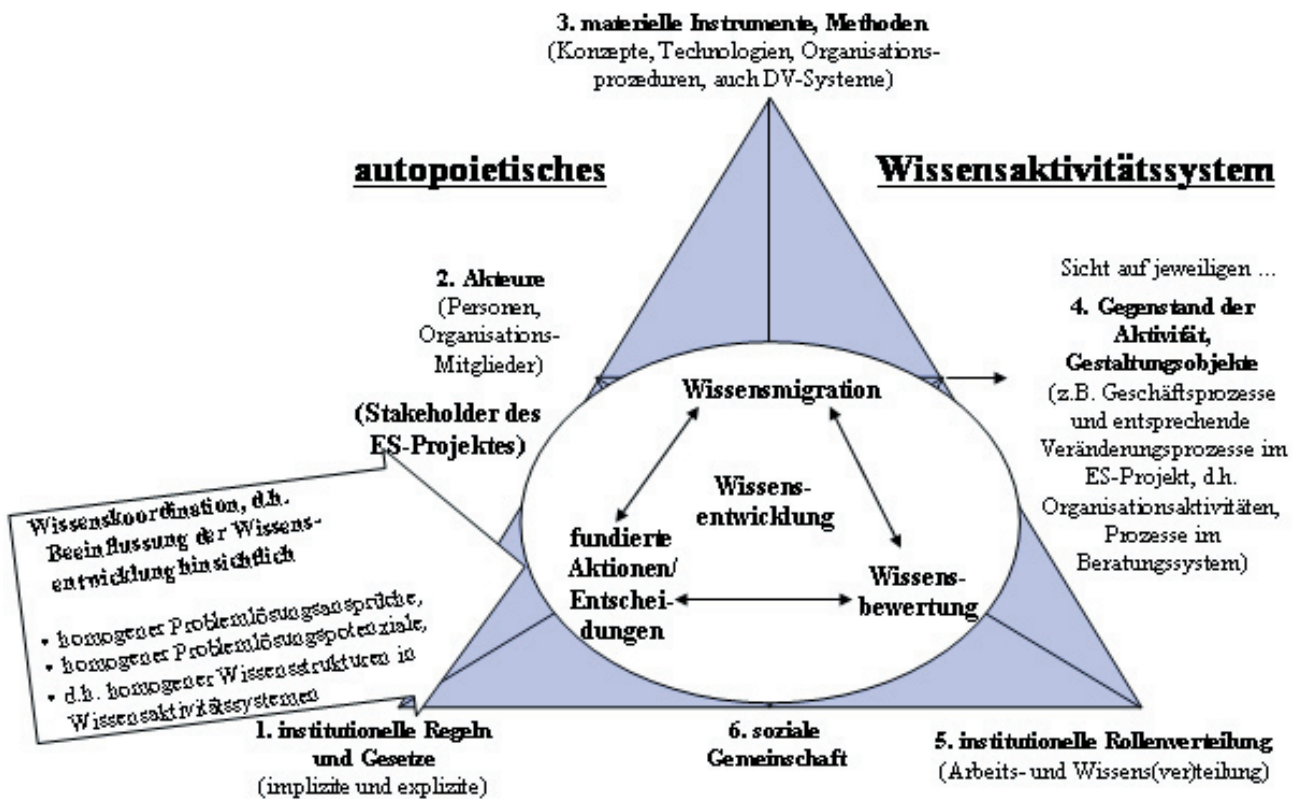 3. materielle Instrumente, Methoden
(Konzepte, Technologien, Organisations-
prozeduren, auch DV-Systeme)
autopoietisches
Wissensaktivitätssystem
2. Akteure
(Personen,
Organisations-
Mitglieder)
(Stakeholder des
ES-Projektes)
Sicht auf jeweiligen ...
4. Gegenstand der
Aktivität,
Gestaltungsobjekte
(z.B. Geschäftsprozesse
und entsprechende
Veränderungsprozesse im
ES-Projekt, d.h.
Organisationsaktivitäten,
Prozesse im
Beratungssystem)
Wissensmigration
Wissens-
entwicklung
fundierte
Aktionen/
Entschei-
dungen
Wissens-
bewertung
Wissenskoordination, d.h.
Beeinflussung der Wissens-
entwicklung hinsichtlich
• homogener Problemlösungsansprüche,
• homogener Problemlösungspotenziale,
• d.h. homogener Wissensstrukturen in
Wissensaktivitätssystemen
1. institutionelle Regeln
und Gesetze
(implizite und explizite)
6. soziale
Gemeinschaft
5. institutionelle Rollenverteilung
(Arbeits- und Wissens(ver)teilung)